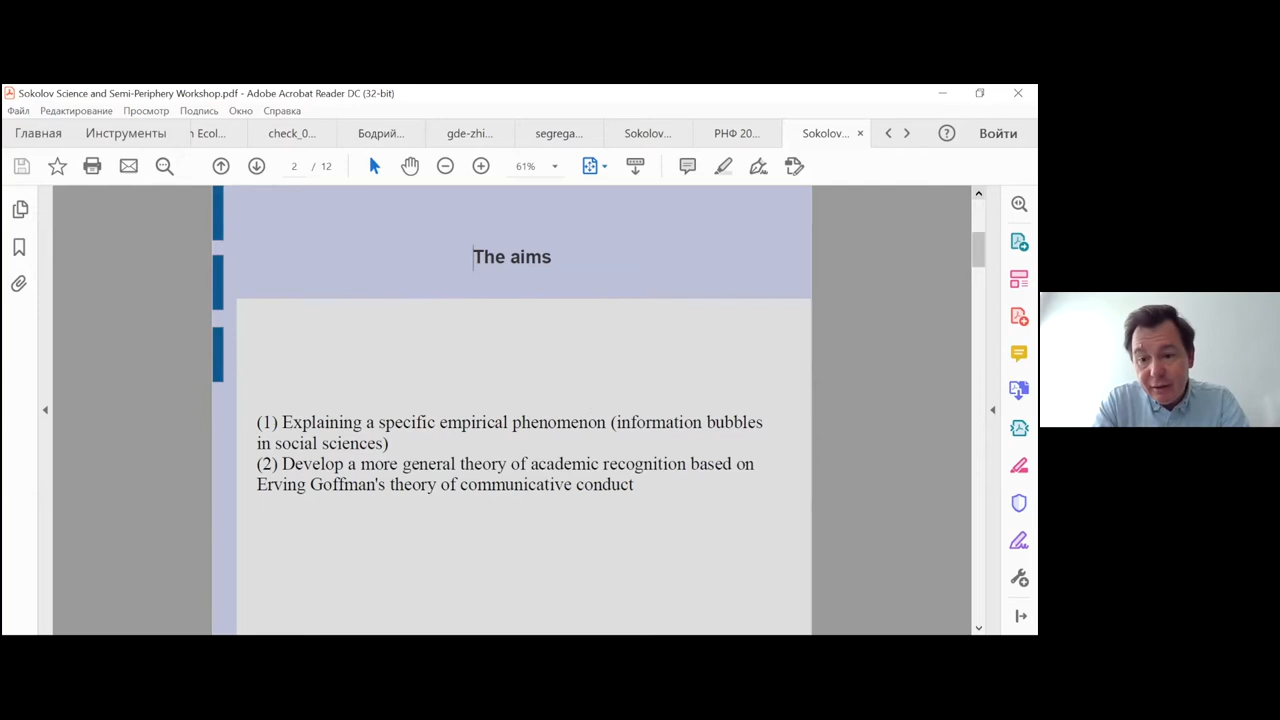 Sokolov Science and Semi-Periphery Workshop.pdf - Adobe Acrobat Reader DC (32-bit)
Файл Редактирование Просмотр Подпись Окно Справка
Главная Инструменты n Ecol... check_0... Бодрий... gde-zhi... segrega... Sokolov... РНФ 20... Sokolov... × Войти
2 / 12 61%
The aims
(1) Explaining a specific empirical phenomenon (information bubbles
in social sciences)
(2) Develop a more general theory of academic recognition based on
Erving Goffman's theory of communicative conduct